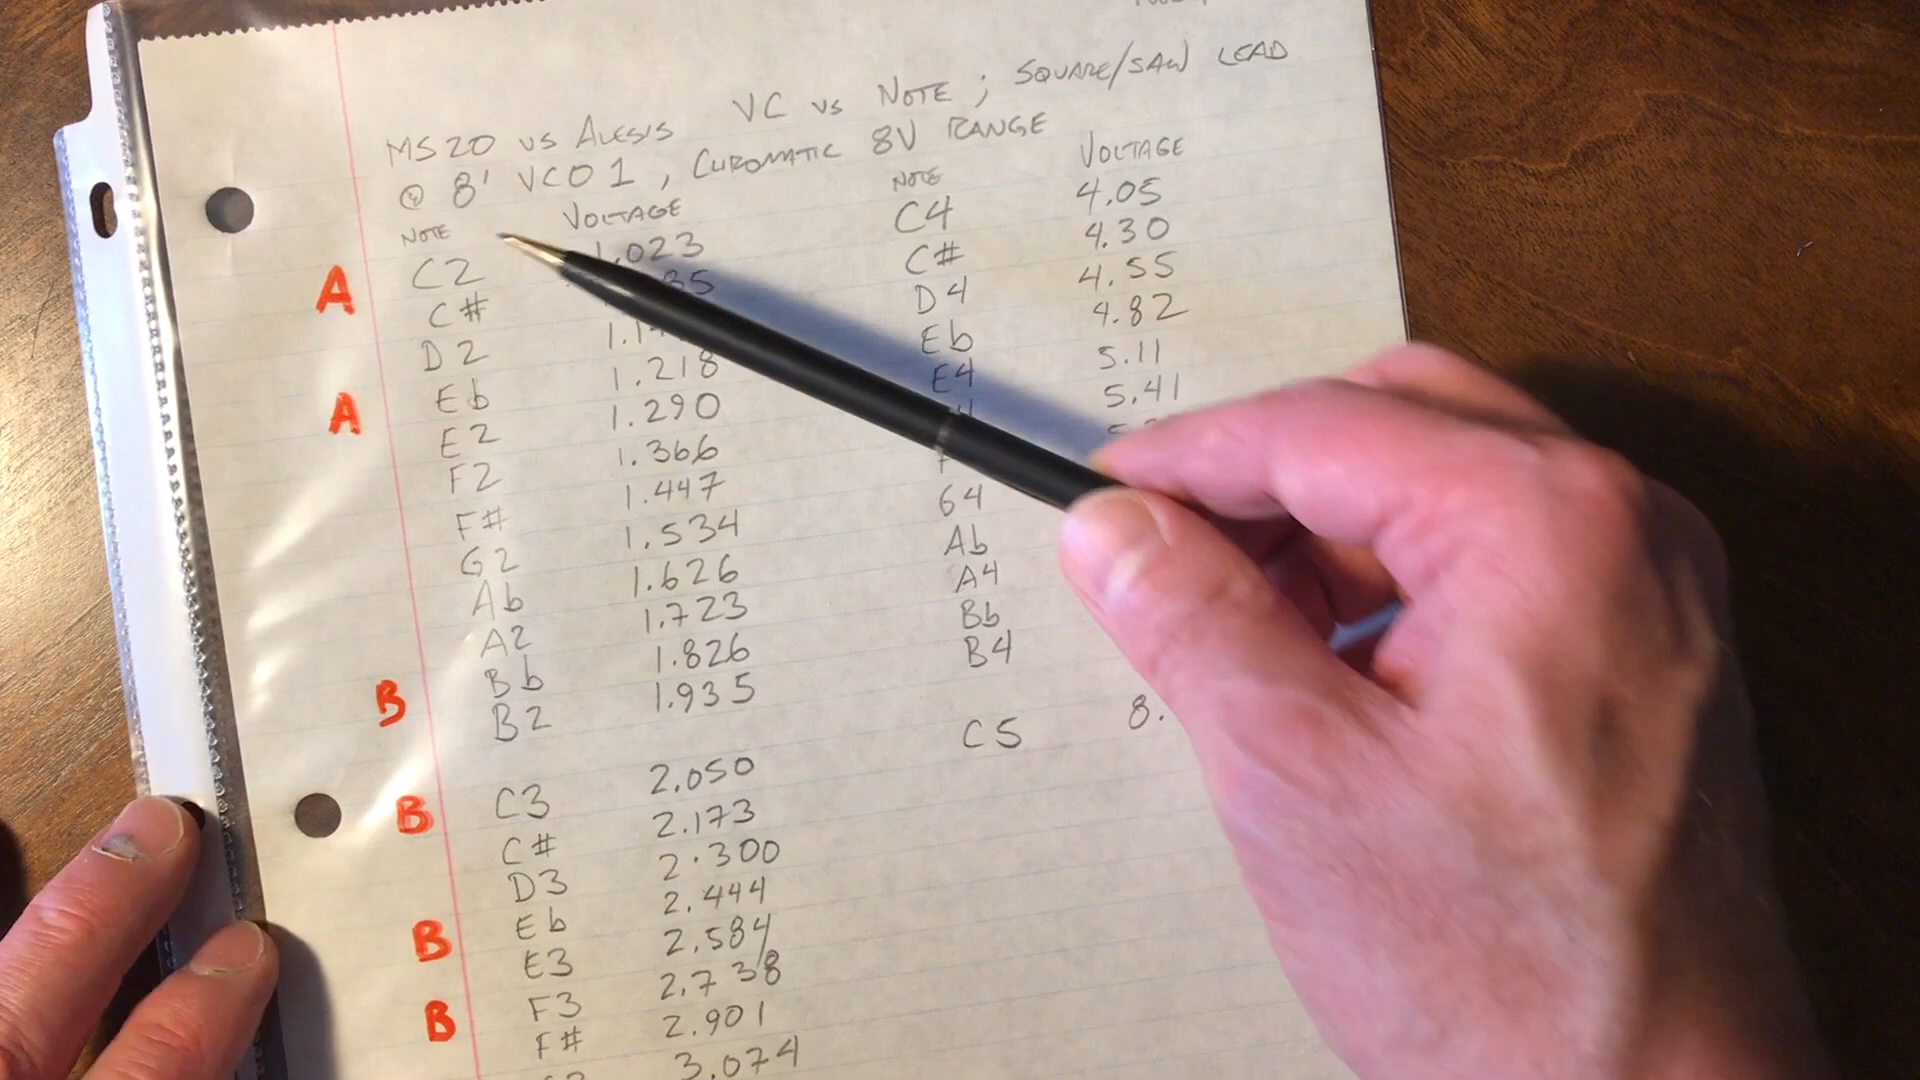 MS20 vs ALESIS VC vs NOTE ; SQUARE/SAW LEAD
@ 8' VCO 1 , CHROMATIC 8V RANGE
NOTE VOLTAGE
A C2 1.023
C#
D2
A Eb 1.218
E2 1.290
F2 1.366
F# 1.447
G2 1.534
Ab 1.626
A2 1.723
Bb 1.826
B B2 1.935
B C3 2.050
C# 2.173
D3 2.300
Eb 2.444
B E3 2.584
F3 2.738
B F# 2.901
3.074
NOTE VOLTAGE
C4 4.05
C# 4.30
D4 4.55
Eb 4.82
E4 5.11
5.41
G4
Ab
A4
Bb
B4
C5 8.